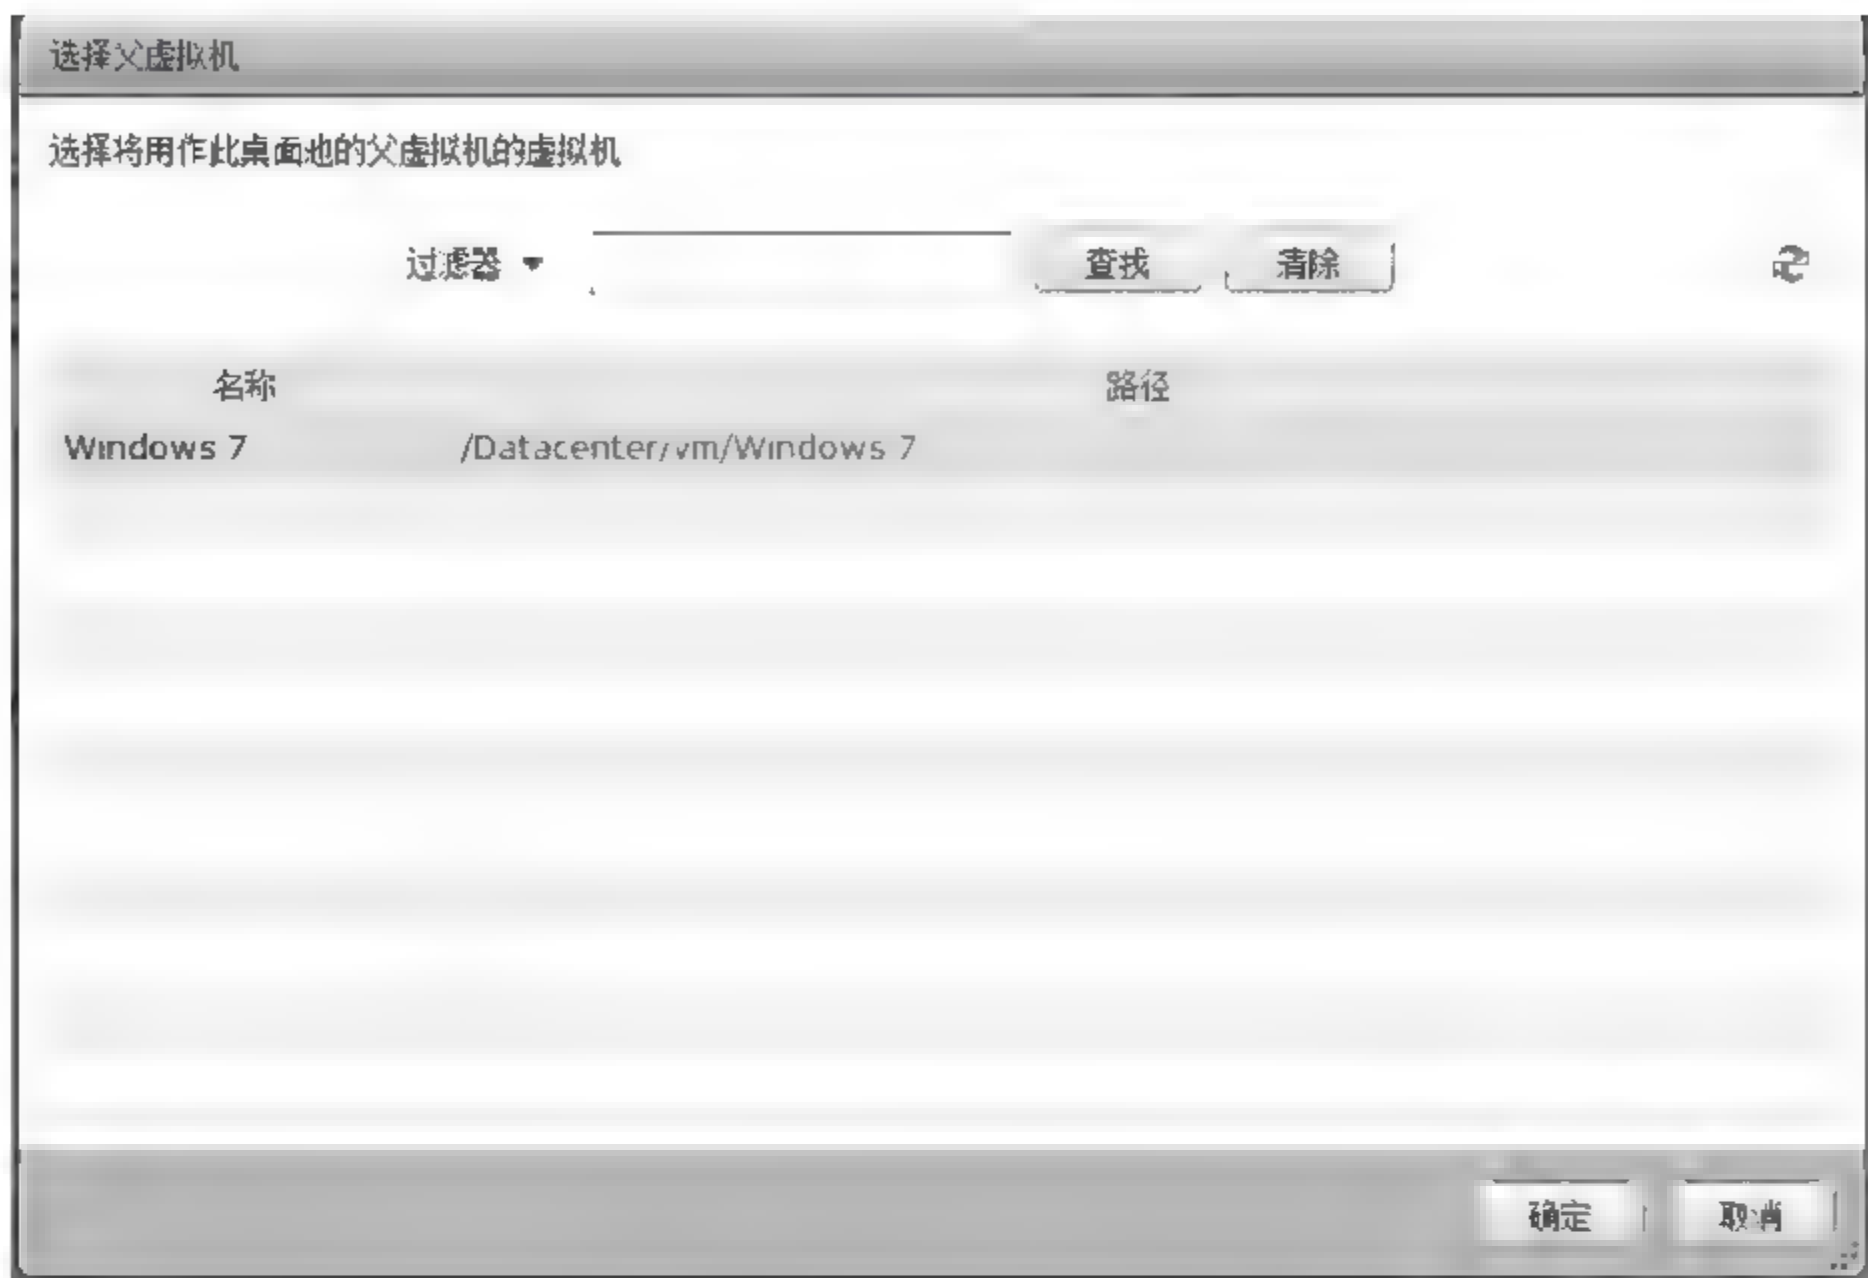 选择父虚拟机
选择将用作此桌面池的父虚拟机的虚拟机
过滤器 查找 清除
名称 路径
Windows 7 /Datacenter/vm/Windows 7
确定 取消